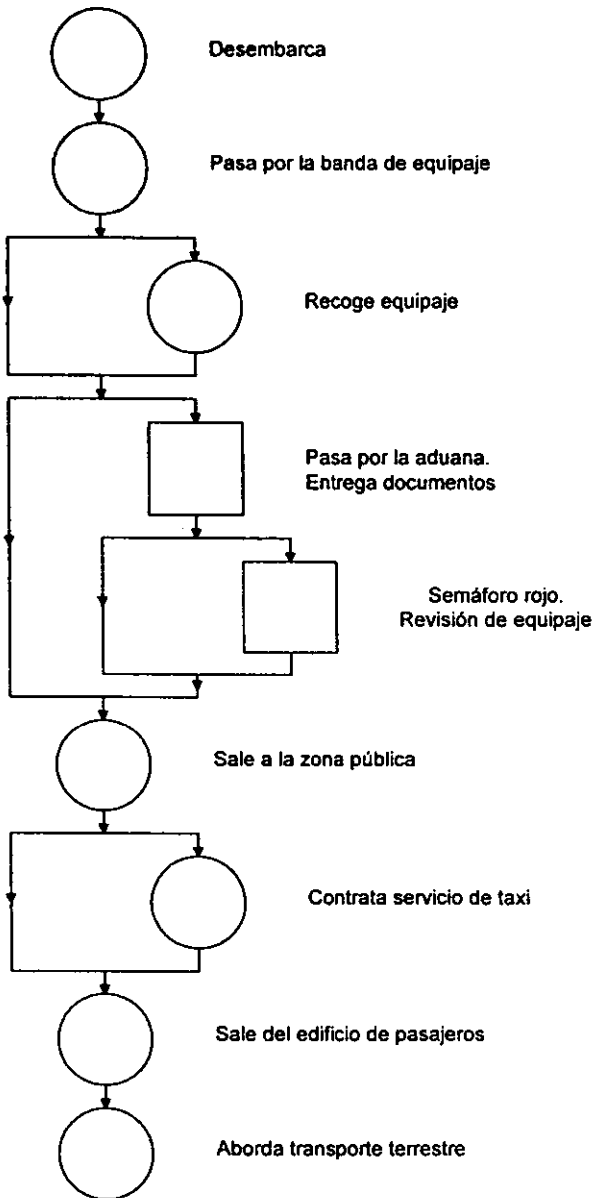 Desembarca
Pasa por la banda de equipaje
Recoge equipaje
Pasa por la aduana.
Entrega documentos
Semáforo rojo.
Revisión de equipaje
Sale a la zona pública
Contrata servicio de taxi
Sale del edificio de pasajeros
Aborda transporte terrestre